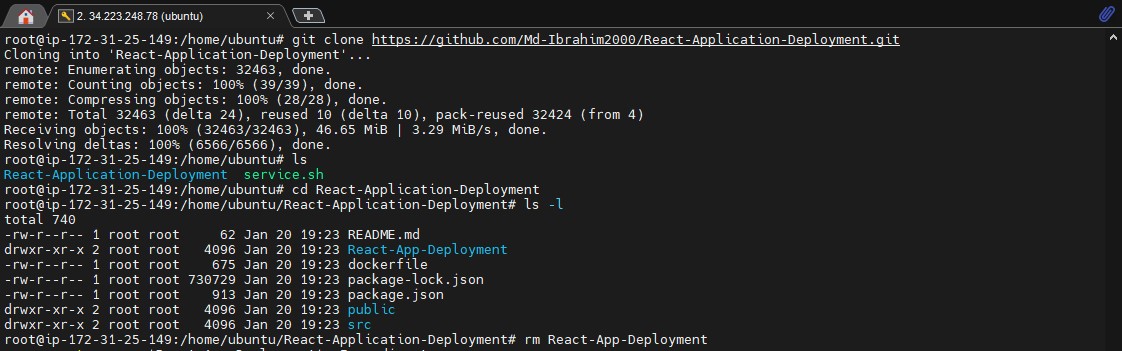 2. 34.223.248.78 (ubuntu)
root@ip-172-31-25-149:/home/ubuntu# git clone https://github.com/Md-Ibrahim2000/React-Application-Deployment.git
Cloning into 'React-Application-Deployment'...
remote: Enumerating objects: 32463, done.
remote: Counting objects: 100% (39/39), done.
remote: Compressing objects: 100% (28/28), done.
remote: Total 32463 (delta 24), reused 10 (delta 10), pack-reused 32424 (from 4)
Receiving objects: 100% (32463/32463), 46.65 MiB | 3.29 MiB/s, done.
Resolving deltas: 100% (6566/6566), done.
root@ip-172-31-25-149:/home/ubuntu# ls
React-Application-Deployment  service.sh
root@ip-172-31-25-149:/home/ubuntu# cd React-Application-Deployment
root@ip-172-31-25-149:/home/ubuntu/React-Application-Deployment# ls -l
total 740
-rw-r--r-- 1 root root     62 Jan 20 19:23 README.md
drwxr-xr-x 2 root root   4096 Jan 20 19:23 React-App-Deployment
-rw-r--r-- 1 root root    675 Jan 20 19:23 dockerfile
-rw-r--r-- 1 root root 730729 Jan 20 19:23 package-lock.json
-rw-r--r-- 1 root root    913 Jan 20 19:23 package.json
drwxr-xr-x 2 root root   4096 Jan 20 19:23 public
drwxr-xr-x 2 root root   4096 Jan 20 19:23 src
root@ip-172-31-25-149:/home/ubuntu/React-Application-Deployment# rm React-App-Deployment